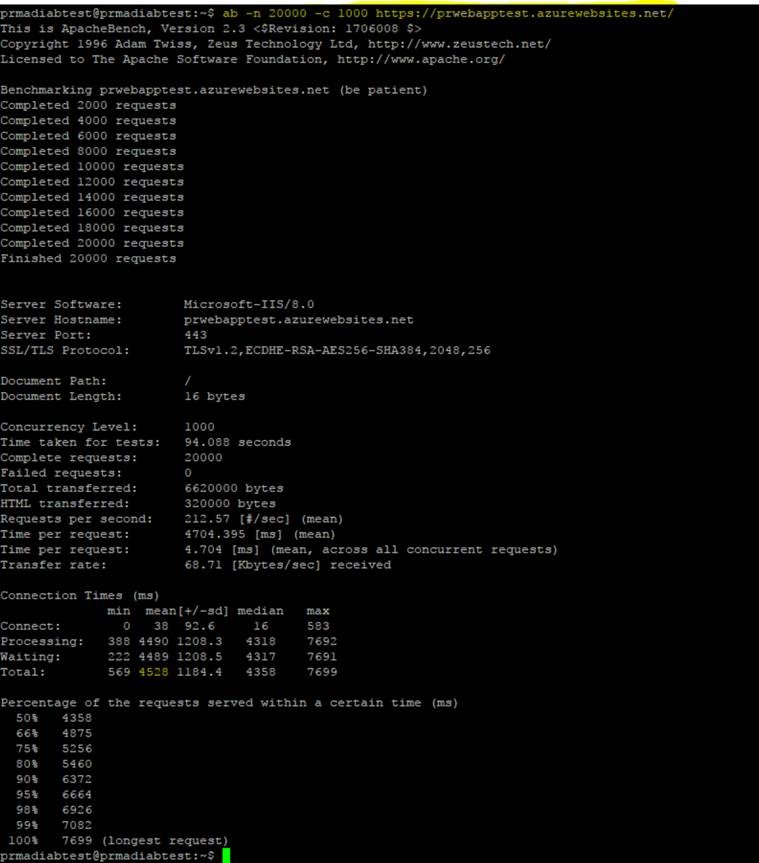 prmadiabtest@prmadiabtest:~$ ab -n 20000 -c 1000 https://prwebapptest.azurewebsites.net/
This is ApacheBench, Version 2.3 <$Revision: 1706008 $>
Copyright 1996 Adam Twiss, Zeus Technology Ltd, http://www.zeustech.net/
Licensed to The Apache Software Foundation, http://www.apache.org/

Benchmarking prwebapptest.azurewebsites.net (be patient)
Completed 2000 requests
Completed 4000 requests
Completed 6000 requests
Completed 8000 requests
Completed 10000 requests
Completed 12000 requests
Completed 14000 requests
Completed 16000 requests
Completed 18000 requests
Completed 20000 requests
Finished 20000 requests

Server Software:        Microsoft-IIS/8.0
Server Hostname:        prwebapptest.azurewebsites.net
Server Port:            443
SSL/TLS Protocol:       TLSv1.2,ECDHE-RSA-AES256-SHA384,2048,256

Document Path:          /
Document Length:        16 bytes

Concurrency Level:      1000
Time taken for tests:   94.088 seconds
Complete requests:      20000
Failed requests:        0
Total transferred:      6620000 bytes
HTML transferred:       320000 bytes
Requests per second:    212.57 [#/sec] (mean)
Time per request:       4704.395 [ms] (mean)
Time per request:       4.704 [ms] (mean, across all concurrent requests)
Transfer rate:          68.71 [Kbytes/sec] received

Connection Times (ms)
              min  mean[+/-sd] median   max
Connect:        0   38  92.6     16     583
Processing:   388 4490 1208.3   4318    7692
Waiting:      222 4489 1208.5   4317    7691
Total:        569 4528 1184.4   4358    7699

Percentage of the requests served within a certain time (ms)
  50%   4358
  66%   4875
  75%   5256
  80%   5460
  90%   6372
  95%   6664
  98%   6926
  99%   7082
 100%   7699 (longest request)
prmadiabtest@prmadiabtest:~$